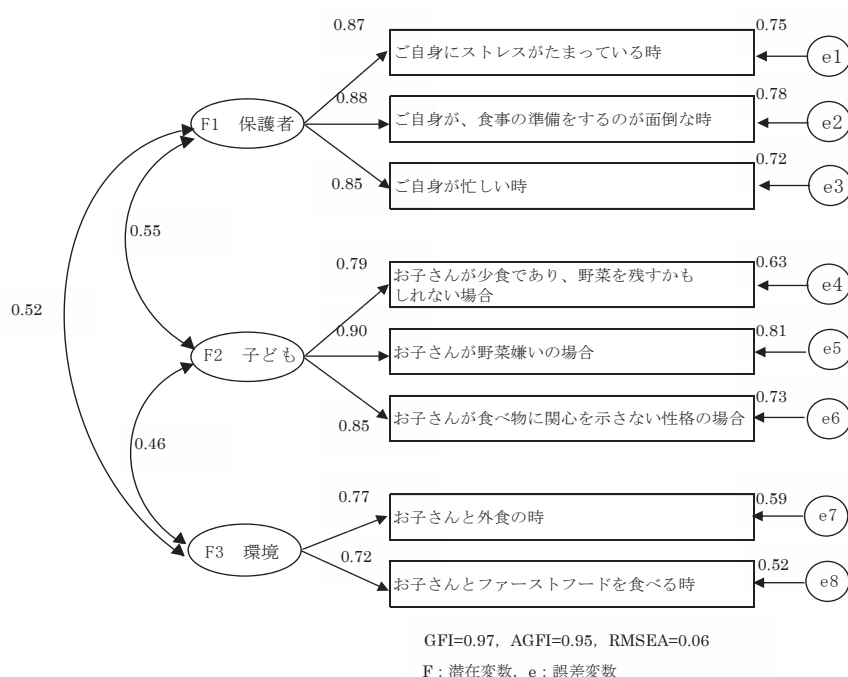 0.87
0.75
ご自身にストレスがたまっている時
e1
0.88
0.78
F1 保護者
ご自身が、食事の準備をするのが面倒な時
e2
0.85
0.72
ご自身が忙しい時
e3
0.55
0.79
0.63
お子さんが少食であり、野菜を残すかも
しれない場合
e4
0.52
0.90
0.81
F2 子ども
お子さんが野菜嫌いの場合
e5
0.85
0.73
お子さんが食べ物に関心を示さない性格の場合
e6
0.46
0.77
0.59
お子さんと外食の時
e7
F3 環境
0.72
0.52
お子さんとファーストフードを食べる時
e8
GFI=0.97, AGFI=0.95, RMSEA=0.06
F：潜在変数, e：誤差変数